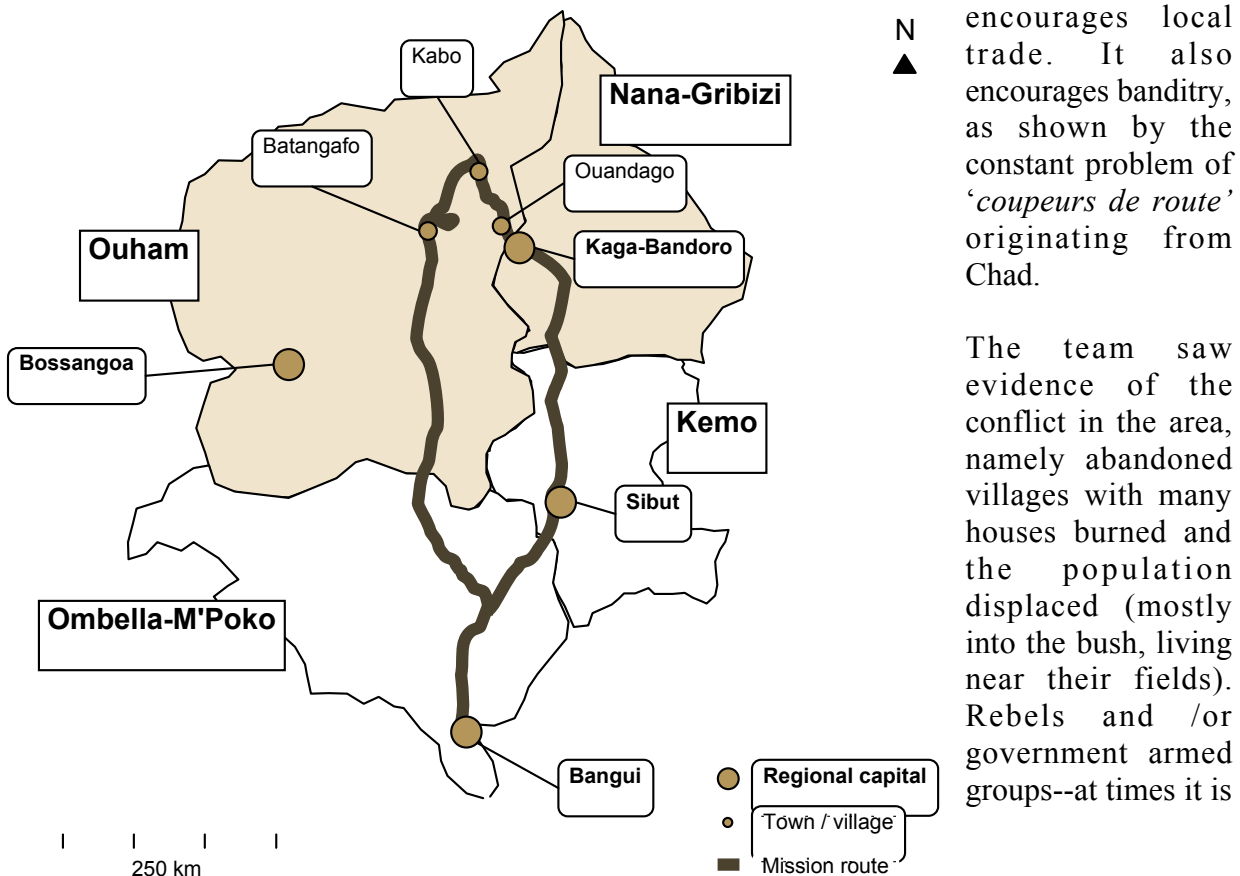 Kabo
N
Nana-Gribizi
Batangafo
Ouandago
Ouham
Kaga-Bandoro
Bossangoa
Kemo
Sibut
Ombella-M'Poko
Bangui
Regional capital
Town / village
Mission route
250 km
encourages local
trade. It also
encourages banditry,
as shown by the
constant problem of
‘coupeurs de route’
originating from
Chad.
The team saw
evidence of the
conflict in the area,
namely abandoned
villages with many
houses burned and
the population
displaced (mostly
into the bush, living
near their fields).
Rebels and /or
government armed
groups--at times it is